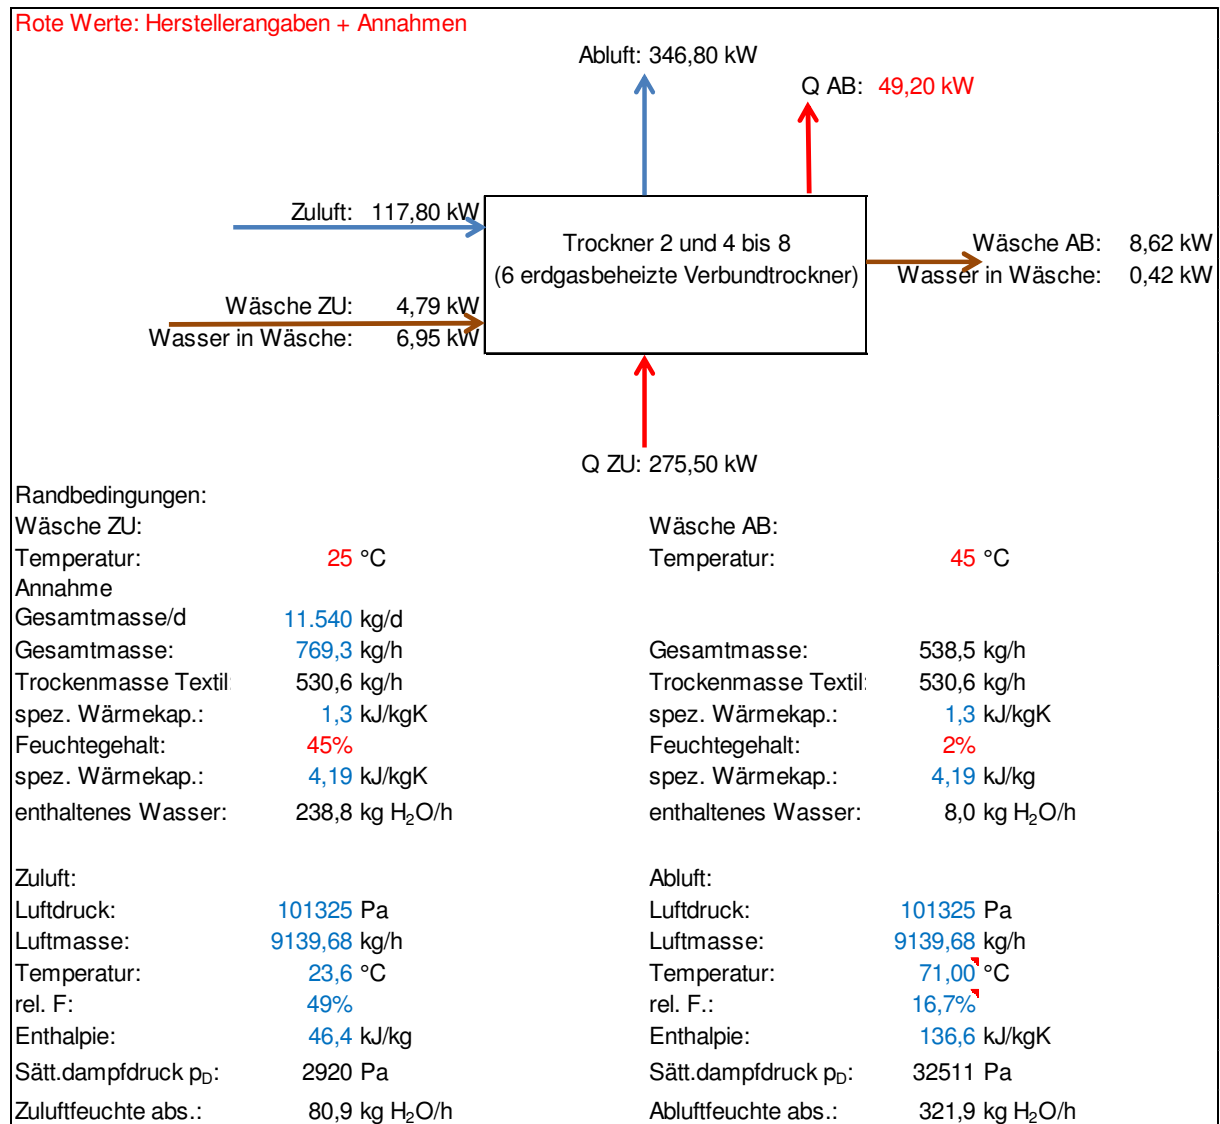 Rote Werte: Herstellerangaben + Annahmen
Abluft: 346,80 kW
Q AB: 49,20 kW
Zuluft: 117,80 kW
Trockner 2 und 4 bis 8
(6 erdgasbeheizte Verbundtrockner)
Wäsche AB: 8,62 kW
Wasser in Wäsche: 0,42 kW
Wäsche ZU: 4,79 kW
Wasser in Wäsche: 6,95 kW
Q ZU: 275,50 kW
Randbedingungen:
Wäsche ZU: Wäsche AB:
Temperatur: 25 °C Temperatur: 45 °C
Annahme
Gesamtmasse/d 11.540 kg/d
Gesamtmasse: 769,3 kg/h Gesamtmasse: 538,5 kg/h
Trockenmasse Textil: 530,6 kg/h Trockenmasse Textil: 530,6 kg/h
spez. Wärmekap.: 1,3 kJ/kgK spez. Wärmekap.: 1,3 kJ/kgK
Feuchtegehalt: 45% Feuchtegehalt: 2%
spez. Wärmekap.: 4,19 kJ/kgK spez. Wärmekap.: 4,19 kJ/kg
enthaltenes Wasser: 238,8 kg H₂O/h enthaltenes Wasser: 8,0 kg H₂O/h
Zuluft: Abluft:
Luftdruck: 101325 Pa Luftdruck: 101325 Pa
Luftmasse: 9139,68 kg/h Luftmasse: 9139,68 kg/h
Temperatur: 23,6 °C Temperatur: 71,00 °C
rel. F: 49% rel. F.: 16,7%
Enthalpie: 46,4 kJ/kg Enthalpie: 136,6 kJ/kgK
Sätt.dampfdruck p_D: 2920 Pa Sätt.dampfdruck p_D: 32511 Pa
Zuluftfeuchte abs.: 80,9 kg H₂O/h Abluftfeuchte abs.: 321,9 kg H₂O/h